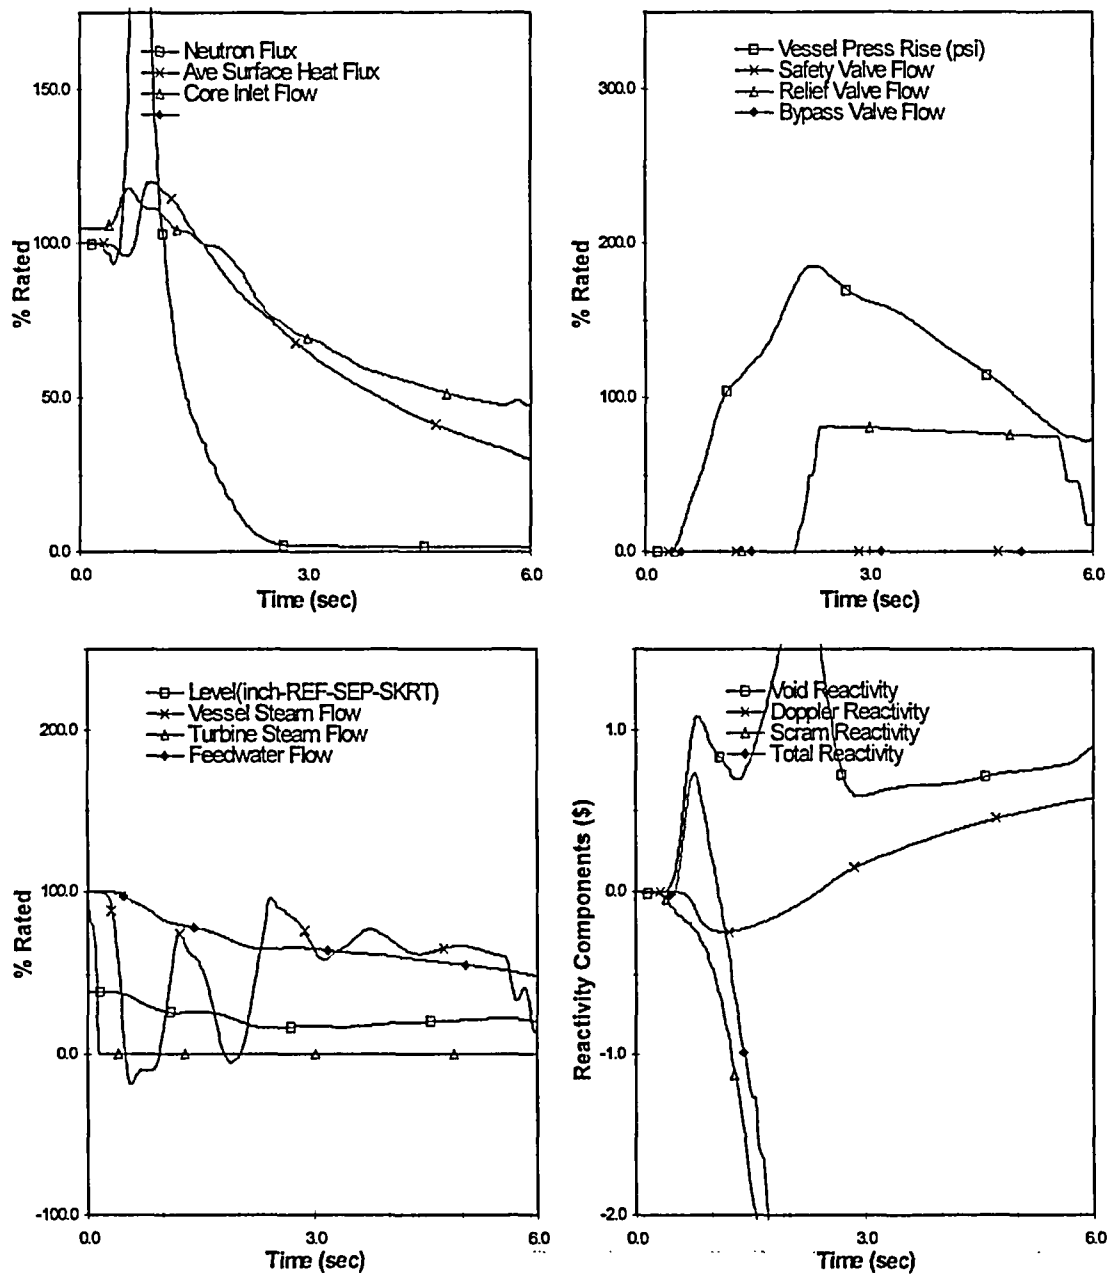 Neutron Flux
Ave Surface Heat Flux
Core Inlet Flow
150.0
100.0
50.0
0.0
% Rated
0.0
3.0
6.0
Time (sec)
Vessel Press Rise (psi)
Safety Valve Flow
Relief Valve Flow
Bypass Valve Flow
300.0
200.0
100.0
0.0
% Rated
0.0
3.0
6.0
Time (sec)
Level(inch-REF-SEP-SKRT)
Vessel Steam Flow
Turbine Steam Flow
Feedwater Flow
200.0
100.0
0.0
-100.0
% Rated
0.0
3.0
6.0
Time (sec)
Void Reactivity
Doppler Reactivity
Scram Reactivity
Total Reactivity
1.0
0.0
-1.0
-2.0
Reactivity Components ($)
0.0
3.0
6.0
Time (sec)